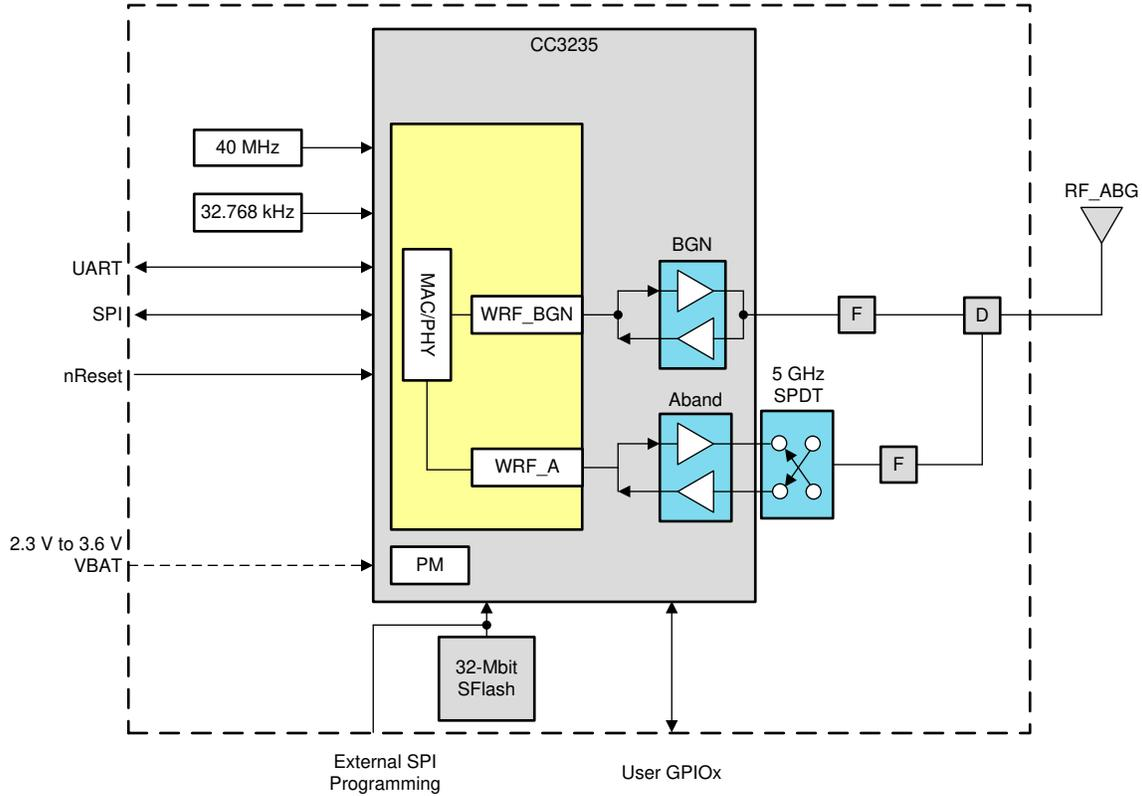 CC3235
40 MHz
32.768 kHz
RF_ABG
UART
SPI
nReset
MAC/PHY
WRF_BGN
BGN
F
D
5 GHz
SPDT
Aband
WRF_A
F
2.3 V to 3.6 V
VBAT
PM
32-Mbit
SFlash
External SPI
Programming
User GPIOx